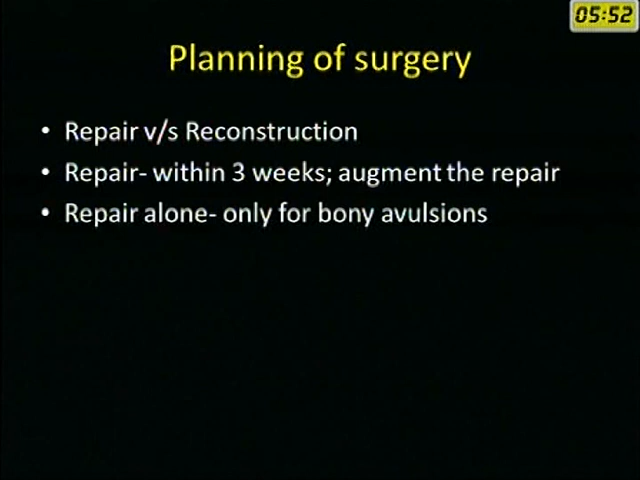 05:52
Planning of surgery
• Repair v/s Reconstruction
• Repair- within 3 weeks; augment the repair
• Repair alone- only for bony avulsions